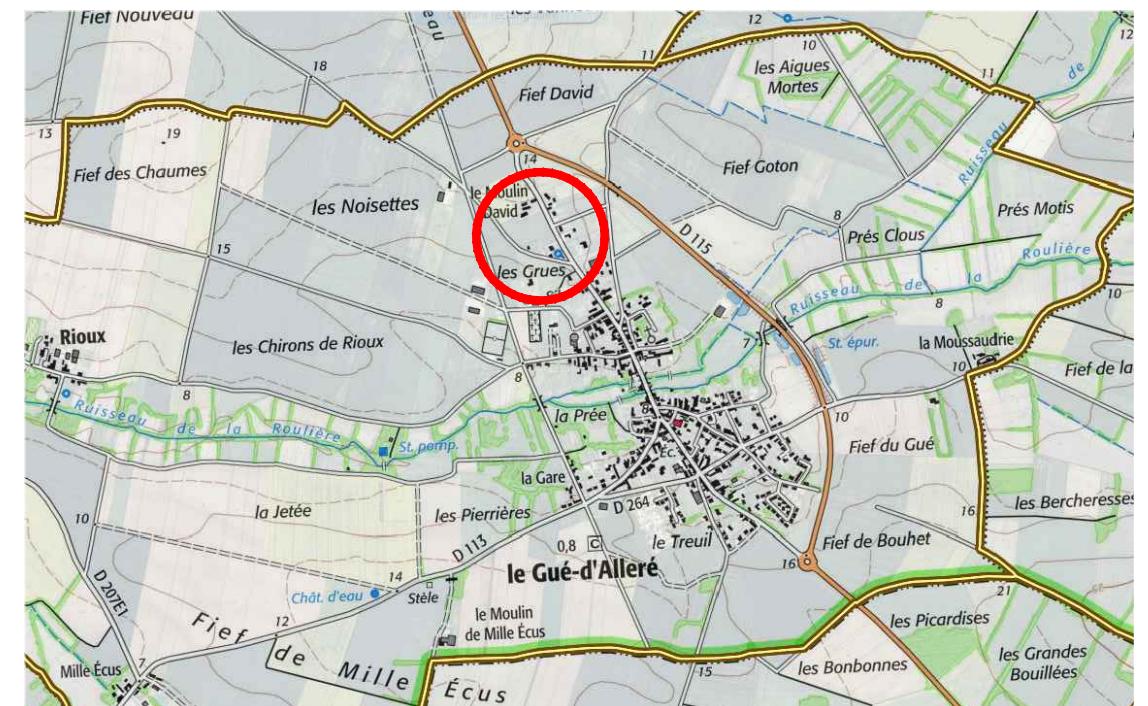 Fief Nouveau
12
10
12
18
11
les Aigues
Mortes
11
de
Fief David
13
19
14
Fief des Chaumes
le Moulin
David
Fief Goton
Ruisseau
les Noisettes
Prés Motis
8
Prés Clous
15
D 115
les Grues
Ruisseau de la Roulière
10
8
Rioux
les Chirons de Rioux
7
St. épur.
la Moussaudrie
8
10
Fief de la
8
Ruisseau de la Roulière
la Prée
8
10
St. pomp.
Fief du Gué
Éc.
la Gare
les Bercheresses
D 264
la Jetée
les Pierrières
16
10
D 113
le Treuil
Fief de Bouhet
0,8 C
16
le Gué-d'Alleré
14
Chât. d'eau
Stèle
21
D 207E1
les Picardises
12
le Moulin
de Mille Écus
Fief de Mille Écus
les Grandes
Bouillées
Mille Écus
7
15
les Bonbonnes